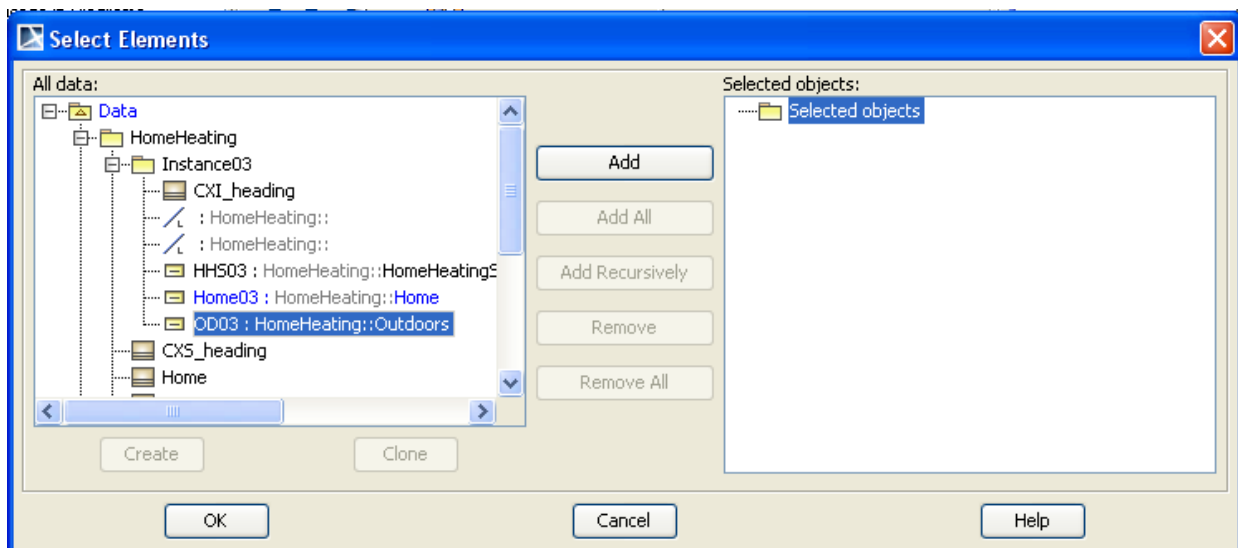 Select Elements
All data:
Selected objects:
Data
HomeHeating
Instance03
CXI_heading
: HomeHeating::
: HomeHeating::
HHS03 : HomeHeating::HomeHeatingS
Home03 : HomeHeating::Home
OD03 : HomeHeating::Outdoors
CXS_heading
Home
Add
Add All
Add Recursively
Remove
Remove All
Selected objects
Create
Clone
OK
Cancel
Help